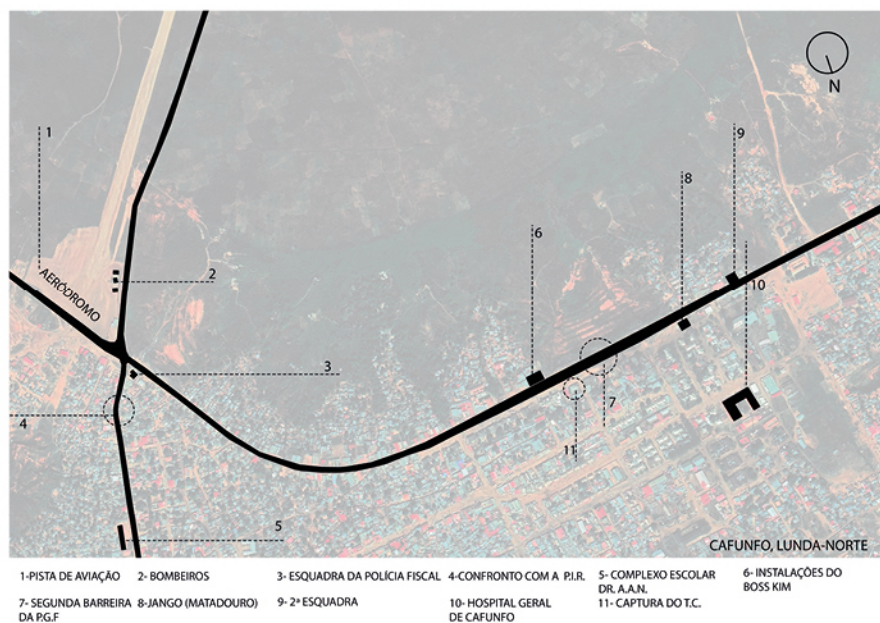 N
1
9
8
6
2
10
AERÓDROMO
3
7
4
11
5
CAFUNFO, LUNDA-NORTE
1-PISTA DE AVIAÇÃO
2- BOMBEIROS
3- ESQUADRA DA POLÍCIA FISCAL
4-CONFRONTO COM A P.I.R.
5- COMPLEXO ESCOLAR
DR. A.A.N.
6- INSTALAÇÕES DO
BOSS KIM
7- SEGUNDA BARREIRA
DA P.G.F
8-JANGO (MATADOURO)
9- 2ª ESQUADRA
10- HOSPITAL GERAL
DE CAFUNFO
11- CAPTURA DO T.C.